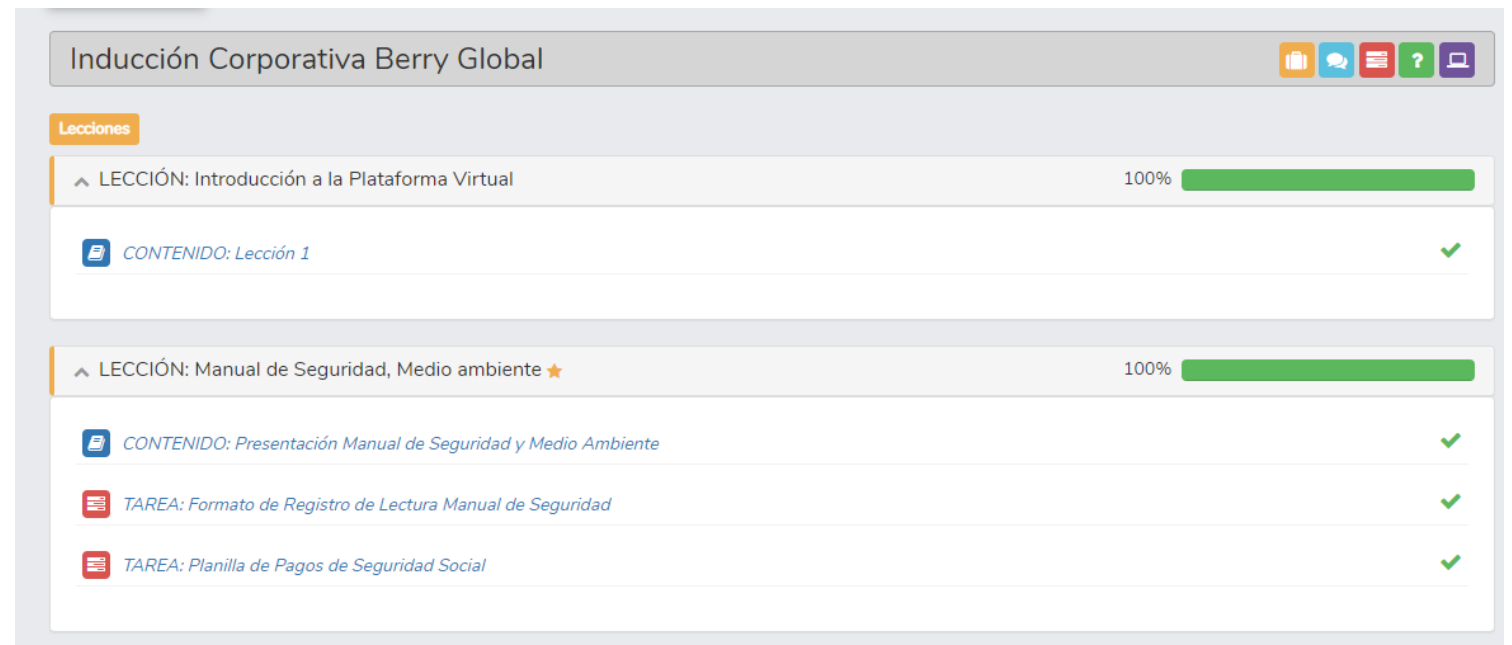 Inducción Corporativa Berry Global
?
Lecciones
LECCIÓN: Introducción a la Plataforma Virtual 100%
CONTENIDO: Lección 1
LECCIÓN: Manual de Seguridad, Medio ambiente 100%
CONTENIDO: Presentación Manual de Seguridad y Medio Ambiente
TAREA: Formato de Registro de Lectura Manual de Seguridad
TAREA: Planilla de Pagos de Seguridad Social